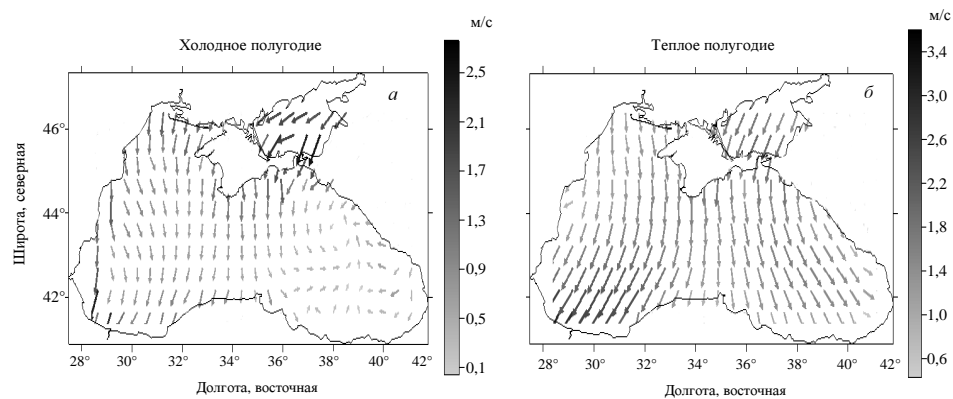 м/с
Холодное полугодие
2,5
2,1
1,7
1,3
0,9
0,5
0,1
а
46°
44°
42°
Широта, северная
28° 30° 32° 34° 36° 38° 40° 42°
Долгота, восточная
м/с
Теплое полугодие
3,4
3,0
2,6
2,2
1,8
1,4
1,0
0,6
б
28° 30° 32° 34° 36° 38° 40° 42°
Долгота, восточная